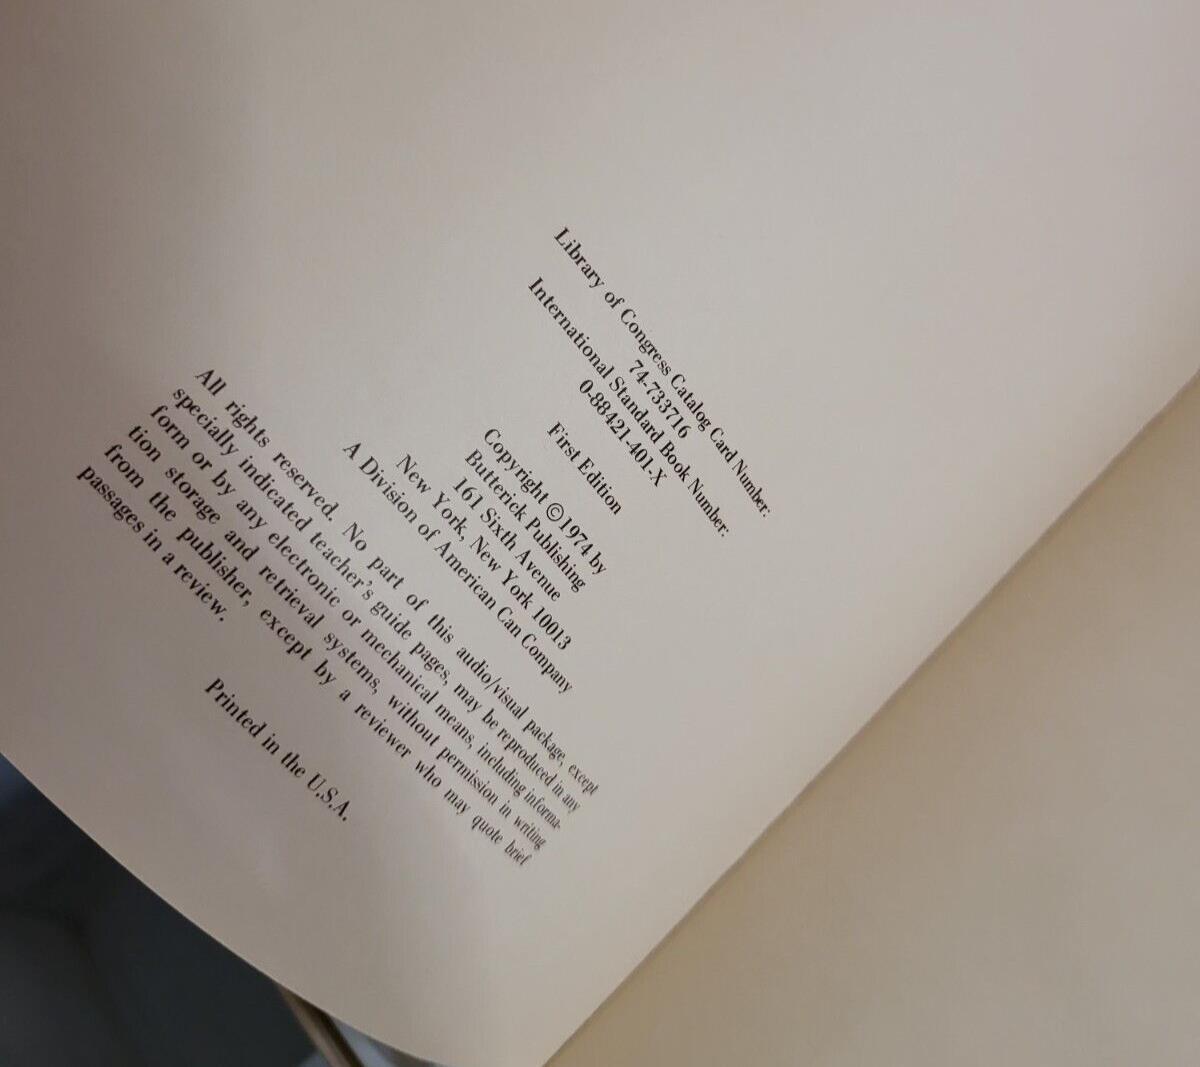 Library of Congress Catalog Card Number:
74-733716
International Standard Book Number:
0-88421-401-X
First Edition
Copyright © 1974 by
Butterick Publishing
161 Sixth Avenue
New York, New York 10013
A Division of American Can Company
All rights reserved. No part of this audio/visual package, except
specially indicated teacher's guide pages, may be reproduced in any
form or by any electronic or mechanical means, including informa-
tion storage and retrieval systems, without permission in writing
from the publisher, except by a reviewer who may quote brief
passages in a review.
Printed in the U.S.A.